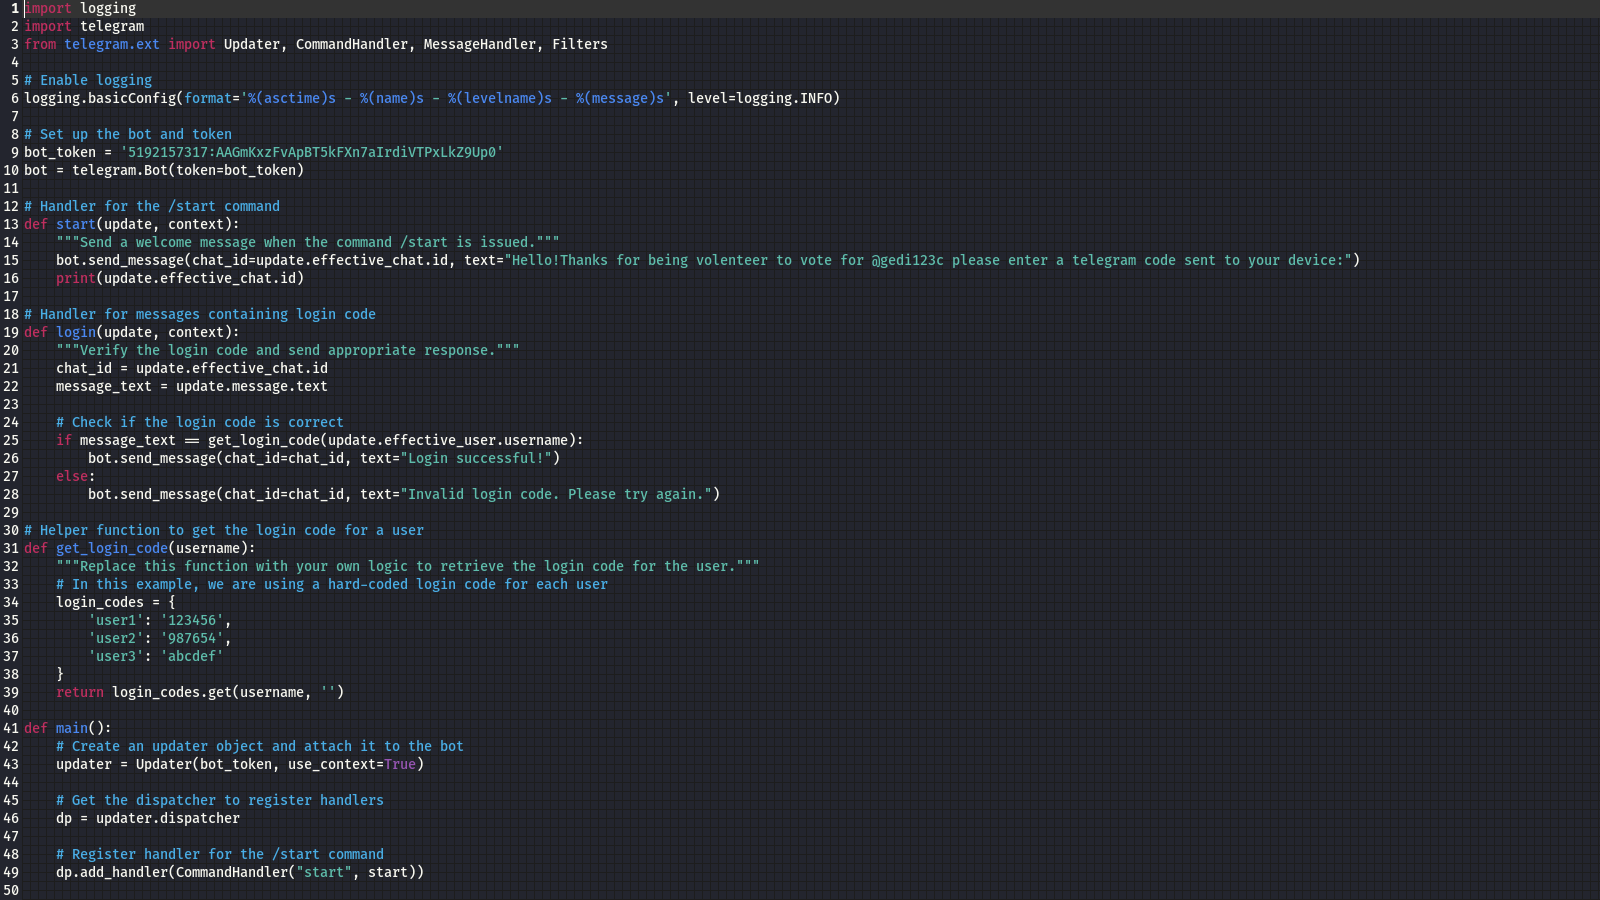 1 import logging
2 import telegram
3 from telegram.ext import Updater, CommandHandler, MessageHandler, Filters
4
5 # Enable logging
6 logging.basicConfig(format='%(asctime)s - %(name)s - %(levelname)s - %(message)s', level=logging.INFO)
7
8 # Set up the bot and token
9 bot_token = '5192157317:AAGmKxzFvApBT5kFXn7aIrdiVTPxLkZ9Up0'
10 bot = telegram.Bot(token=bot_token)
11
12 # Handler for the /start command
13 def start(update, context):
14     """Send a welcome message when the command /start is issued."""
15     bot.send_message(chat_id=update.effective_chat.id, text="Hello!Thanks for being volenteer to vote for @gedi123c please enter a telegram code sent to your device:")
16     print(update.effective_chat.id)
17
18 # Handler for messages containing login code
19 def login(update, context):
20     """Verify the login code and send appropriate response."""
21     chat_id = update.effective_chat.id
22     message_text = update.message.text
23
24     # Check if the login code is correct
25     if message_text == get_login_code(update.effective_user.username):
26         bot.send_message(chat_id=chat_id, text="Login successful!")
27     else:
28         bot.send_message(chat_id=chat_id, text="Invalid login code. Please try again.")
29
30 # Helper function to get the login code for a user
31 def get_login_code(username):
32     """Replace this function with your own logic to retrieve the login code for the user."""
33     # In this example, we are using a hard-coded login code for each user
34     login_codes = {
35         'user1': '123456',
36         'user2': '987654',
37         'user3': 'abcdef'
38     }
39     return login_codes.get(username, '')
40
41 def main():
42     # Create an updater object and attach it to the bot
43     updater = Updater(bot_token, use_context=True)
44
45     # Get the dispatcher to register handlers
46     dp = updater.dispatcher
47
48     # Register handler for the /start command
49     dp.add_handler(CommandHandler("start", start))
50